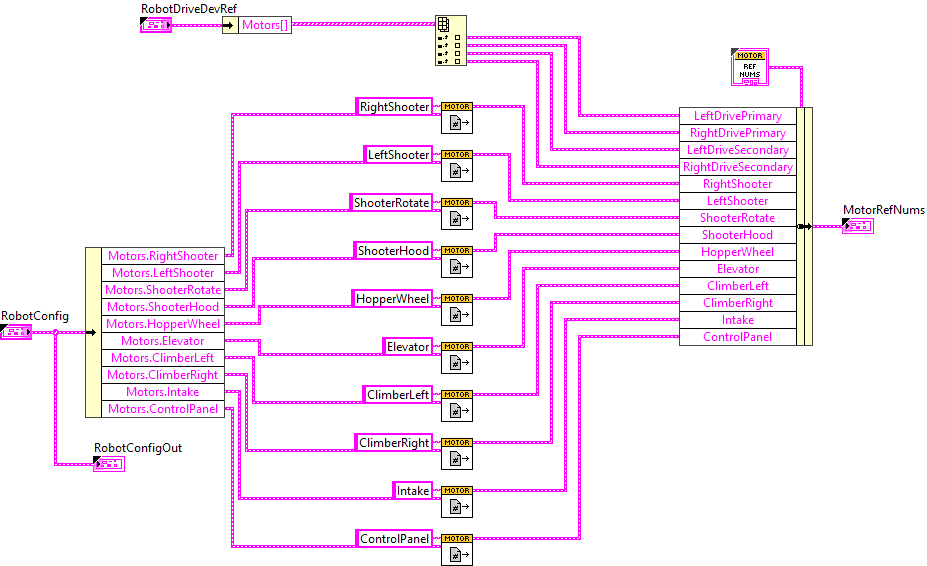 RobotDriveDevRef
Motors[]
MOTOR
REF
NUMS
RightShooter
MOTOR
#
LeftShooter
MOTOR
#
ShooterRotate
MOTOR
#
ShooterHood
MOTOR
#
HopperWheel
MOTOR
#
Elevator
MOTOR
#
ClimberLeft
MOTOR
#
ClimberRight
MOTOR
#
Intake
MOTOR
#
ControlPanel
MOTOR
#
LeftDrivePrimary
RightDrivePrimary
LeftDriveSecondary
RightDriveSecondary
RightShooter
LeftShooter
ShooterRotate
ShooterHood
HopperWheel
Elevator
ClimberLeft
ClimberRight
Intake
ControlPanel
MotorRefNums
RobotConfig
Motors.RightShooter
Motors.LeftShooter
Motors.ShooterRotate
Motors.ShooterHood
Motors.HopperWheel
Motors.Elevator
Motors.ClimberLeft
Motors.ClimberRight
Motors.Intake
Motors.ControlPanel
RobotConfigOut